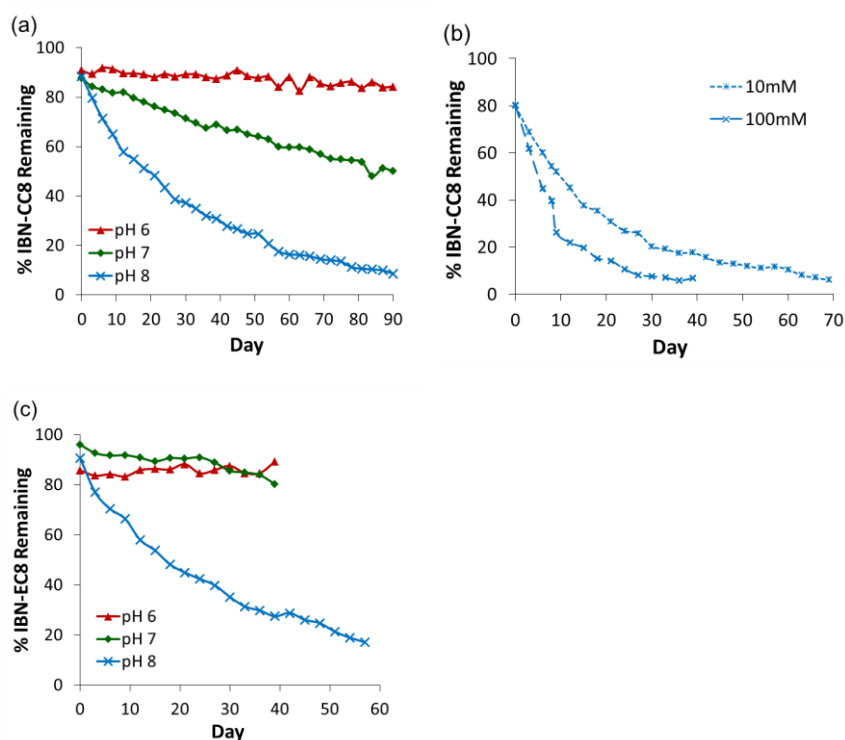 (a)
% IBN-CC8 Remaining
100
80
60
40
20
0
pH 6
pH 7
pH 8
0 10 20 30 40 50 60 70 80 90
Day
(b)
% IBN-CC8 Remaining
100
80
60
40
20
0
10mM
100mM
0 10 20 30 40 50 60 70
Day
(c)
% IBN-EC8 Remaining
100
80
60
40
20
0
pH 6
pH 7
pH 8
0 10 20 30 40 50 60
Day